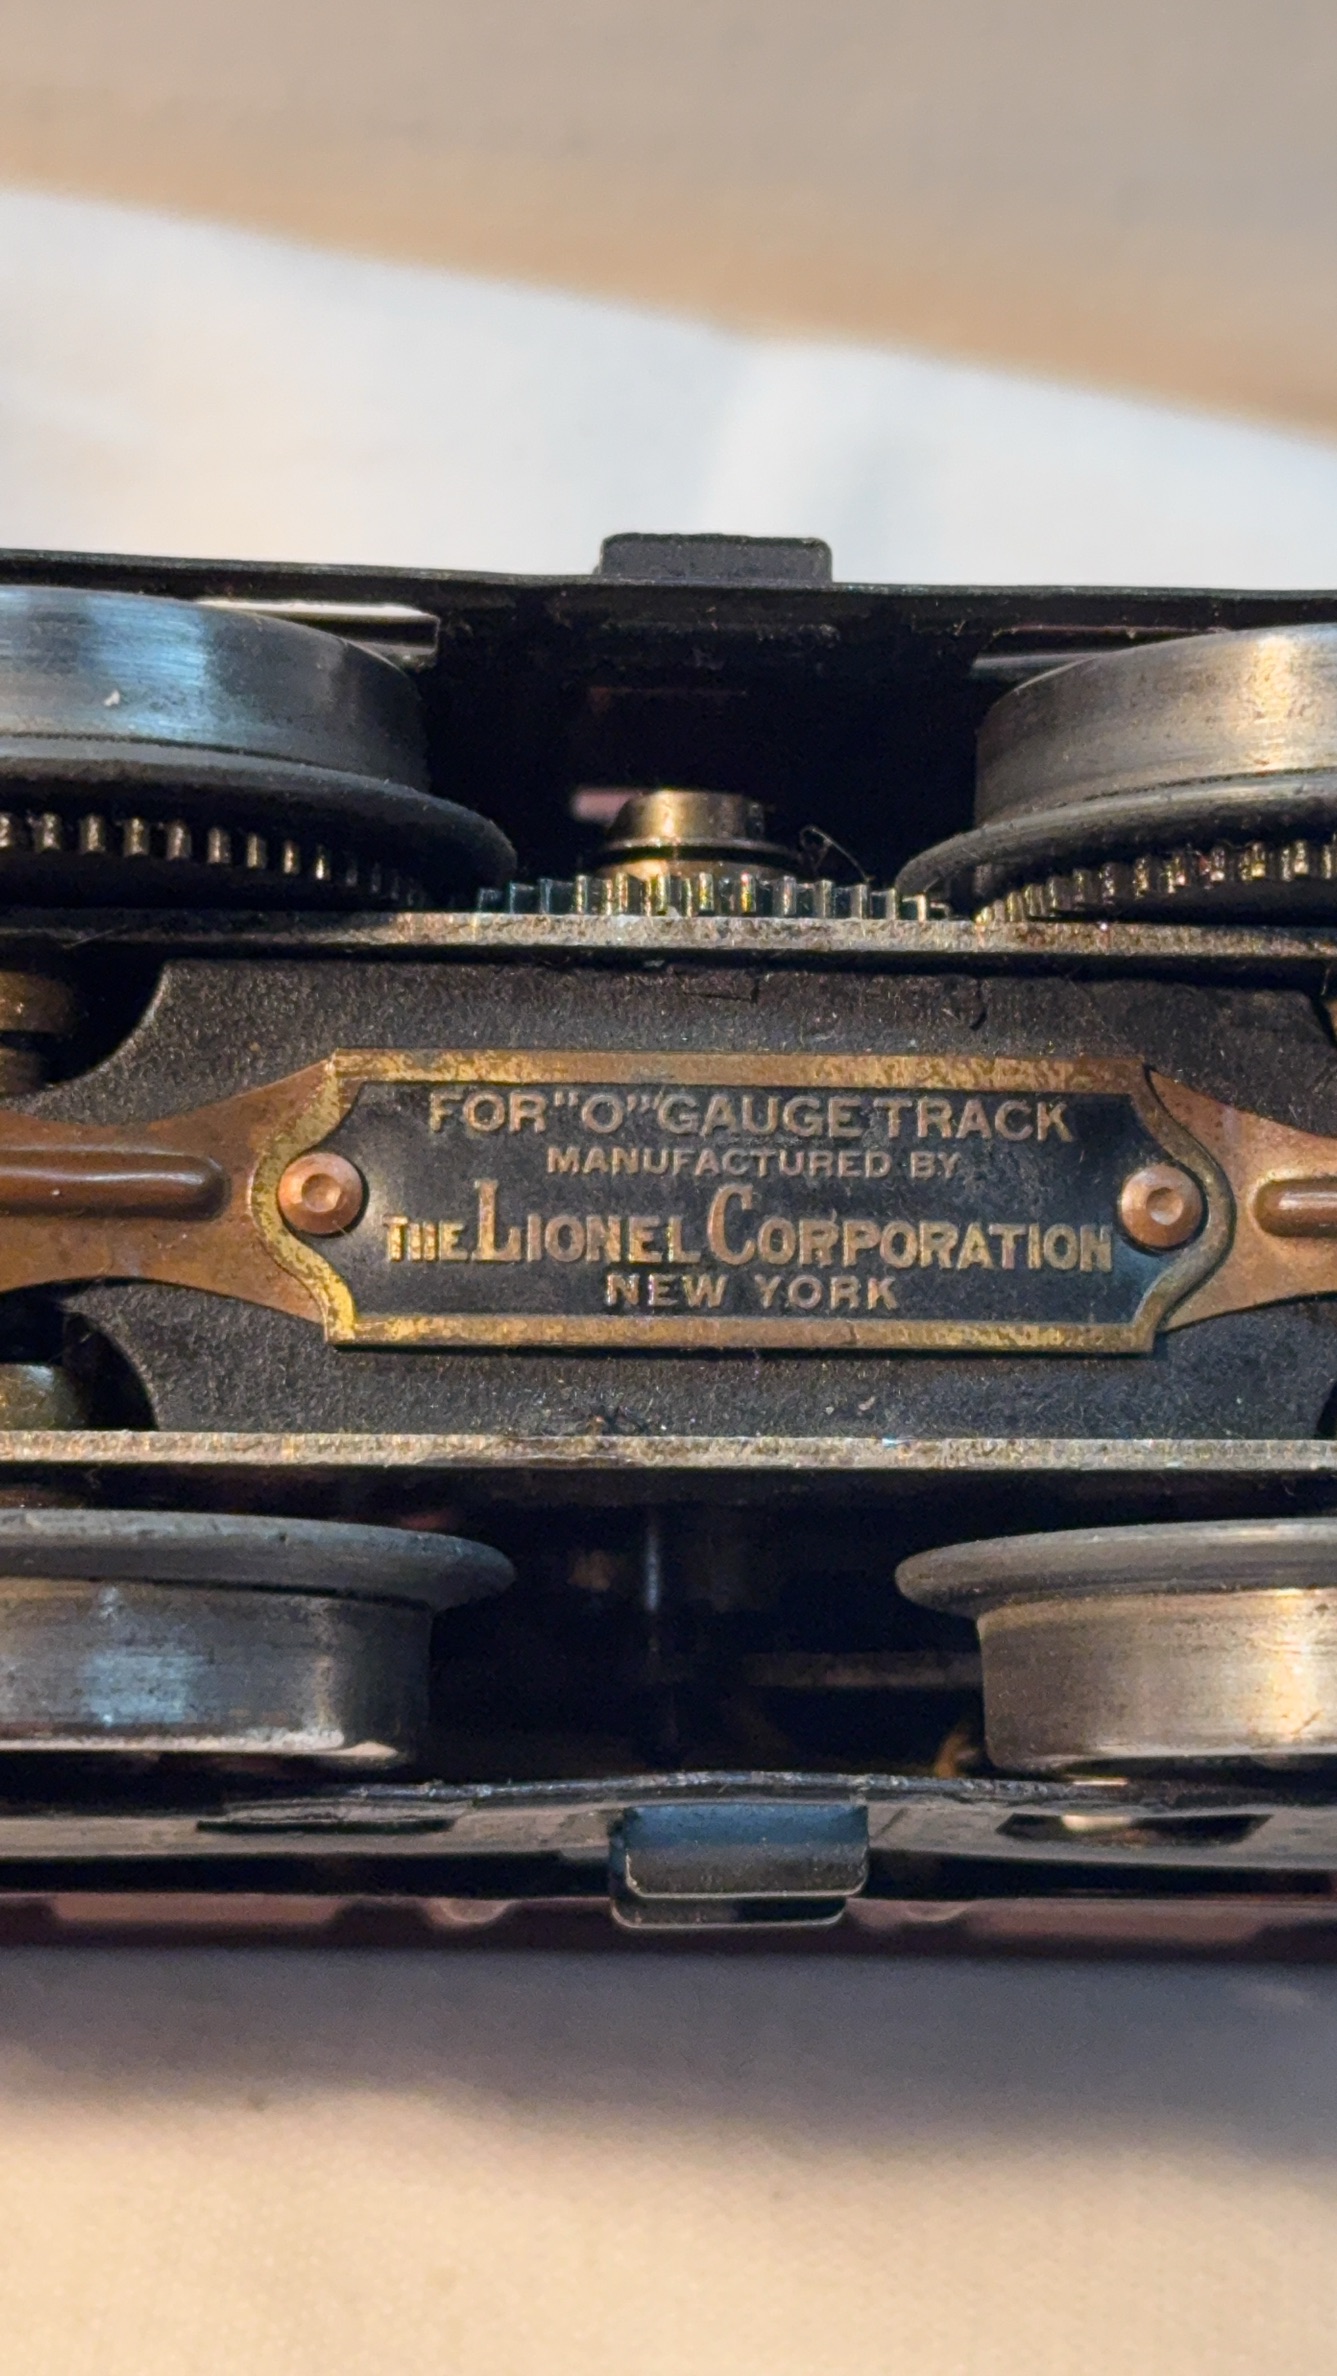 FOR "O" GAUGE TRACK
MANUFACTURED BY
THE LIONEL CORPORATION
NEW YORK